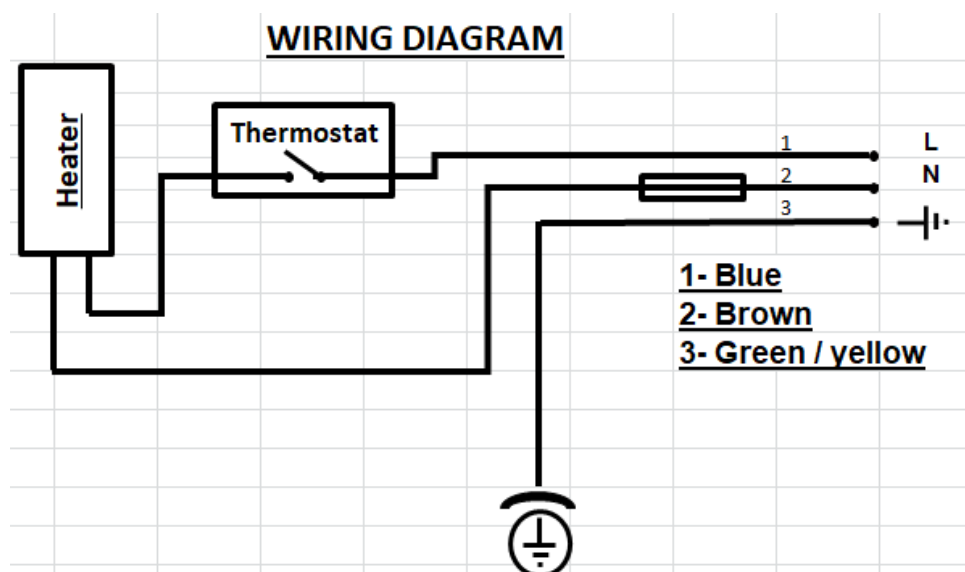 WIRING DIAGRAM
Heater
Thermostat
1
L
2
N
3
1- Blue
2- Brown
3- Green / yellow